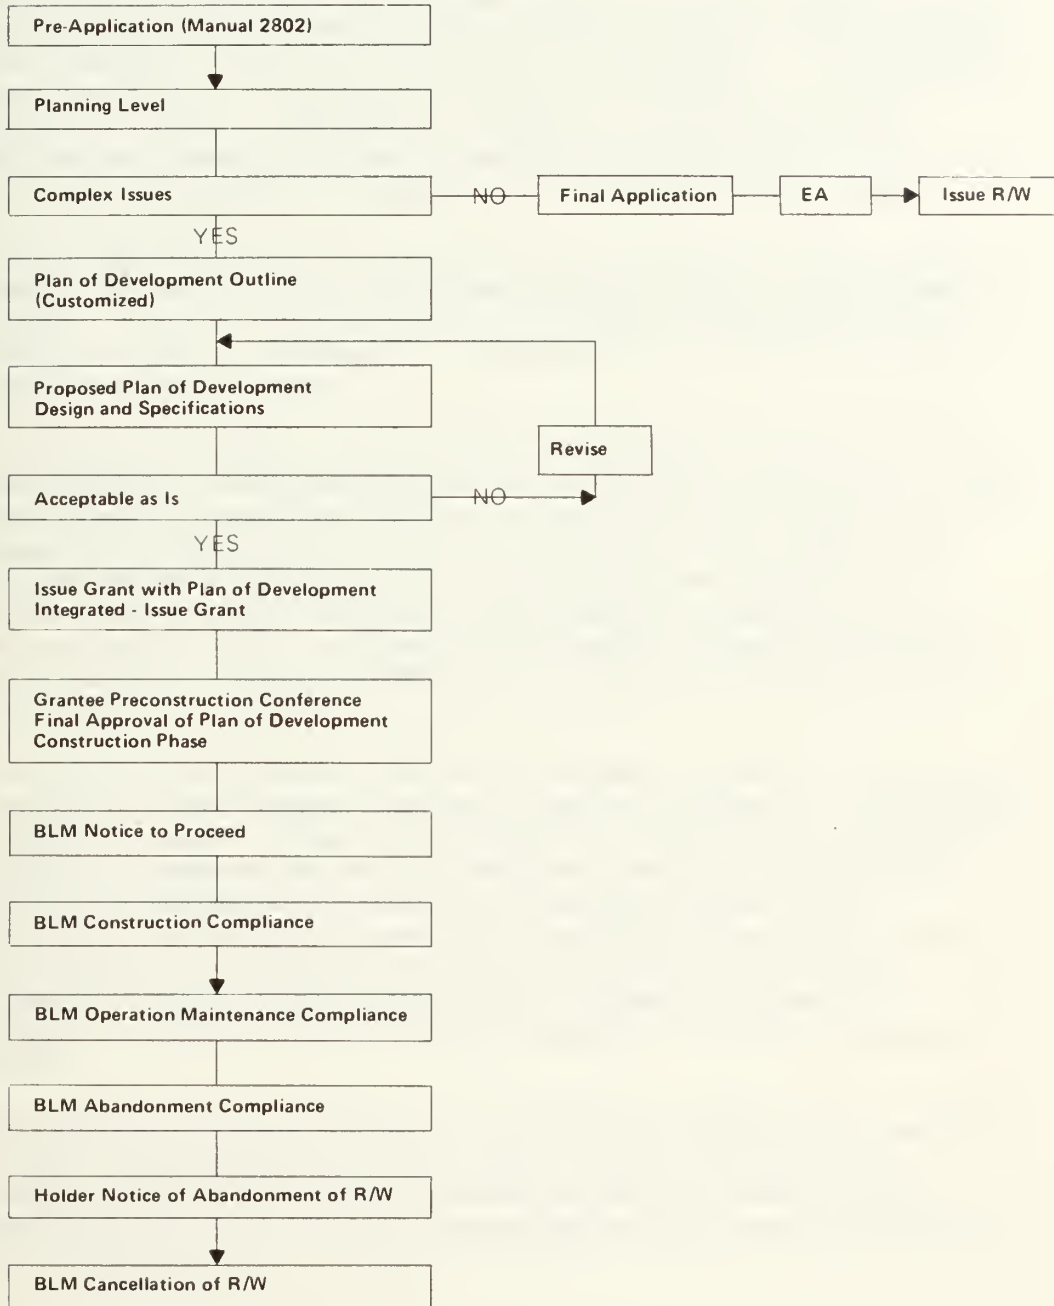 Pre-Application (Manual 2802)
Planning Level
Complex Issues
NO
Final Application
EA
Issue R/W
YES
Plan of Development Outline
(Customized)
Proposed Plan of Development
Design and Specifications
Revise
Acceptable as Is
NO
YES
Issue Grant with Plan of Development
Integrated - Issue Grant
Grantee Preconstruction Conference
Final Approval of Plan of Development
Construction Phase
BLM Notice to Proceed
BLM Construction Compliance
BLM Operation Maintenance Compliance
BLM Abandonment Compliance
Holder Notice of Abandonment of R/W
BLM Cancellation of R/W